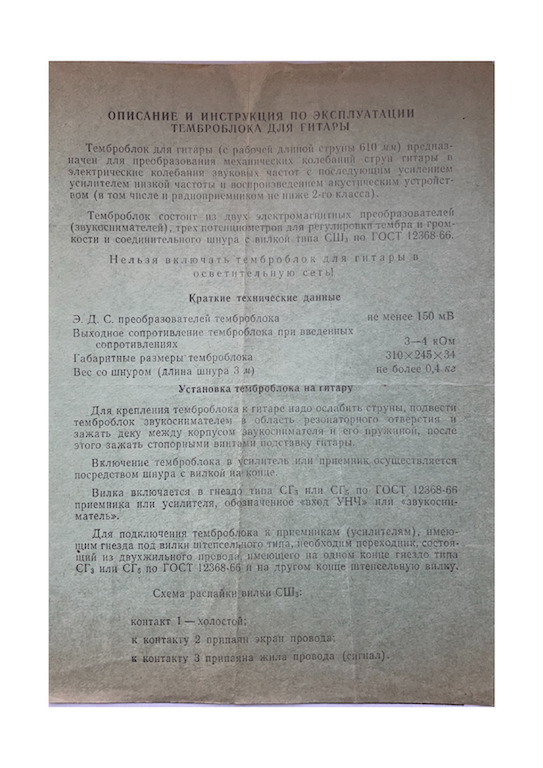 ОПИСАНИЕ И ИНСТРУКЦИЯ ПО ЭКСПЛУАТАЦИИ
ТЕМБРОБЛОКА ДЛЯ ГИТАРЫ
Темброблок для гитары (с рабочей длиной струны 610 мм) предназ-
начен для преобразования механических колебаний струн гитары в
электрические колебания звуковых частот с последующим усилением
усилителем низкой частоты и воспроизведением акустическим устройст-
вом (в том числе и радиоприемником не ниже 2-го класса).
Темброблок состоит из двух электромагнитных преобразователей
(звукоснимателей), трех потенциометров для регулировки тембра и гром-
кости и соединительного шнура с вилкой типа СШ3 по ГОСТ 12368-66.
Нельзя включать темброблок для гитары в
осветительную сеть!
Краткие технические данные
Э. Д. С. преобразователей темброблока не менее 150 мВ
Выходное сопротивление темброблока при введенных
сопротивлениях 3—4 кОм
Габаритные размеры темброблока 310×245×34
Вес со шнуром (длина шнура 3 м) не более 0,4 кг
Установка темброблока на гитару
Для крепления темброблока к гитаре надо ослабить струны, подвести
темброблок звукоснимателем в область резонаторного отверстия и
зажать деку между корпусом звукоснимателя и его пружиной, после
этого зажать стопорными винтами подставку гитары.
Включение темброблока в усилитель или приемник осуществляется
посредством шнура с вилкой на конце.
Вилка включается в гнездо типа СГ3 или СГ5 по ГОСТ 12368-66
приемника или усилителя, обозначенное «вход УНЧ» или «звукосни-
матель».
Для подключения темброблока к приемникам (усилителям), имею-
щим гнезда под вилки штепсельного типа, необходим переходник, состоя-
щий из двухжильного провода, имеющего на одном конце гнездо типа
СГ3 или СГ5 по ГОСТ 12368-66 и на другом конце штепсельную вилку.
Схема распайки вилки СШ3:
контакт 1 — холостой;
к контакту 2 припаян экран провода;
к контакту 3 припаяна жила провода (сигнал).